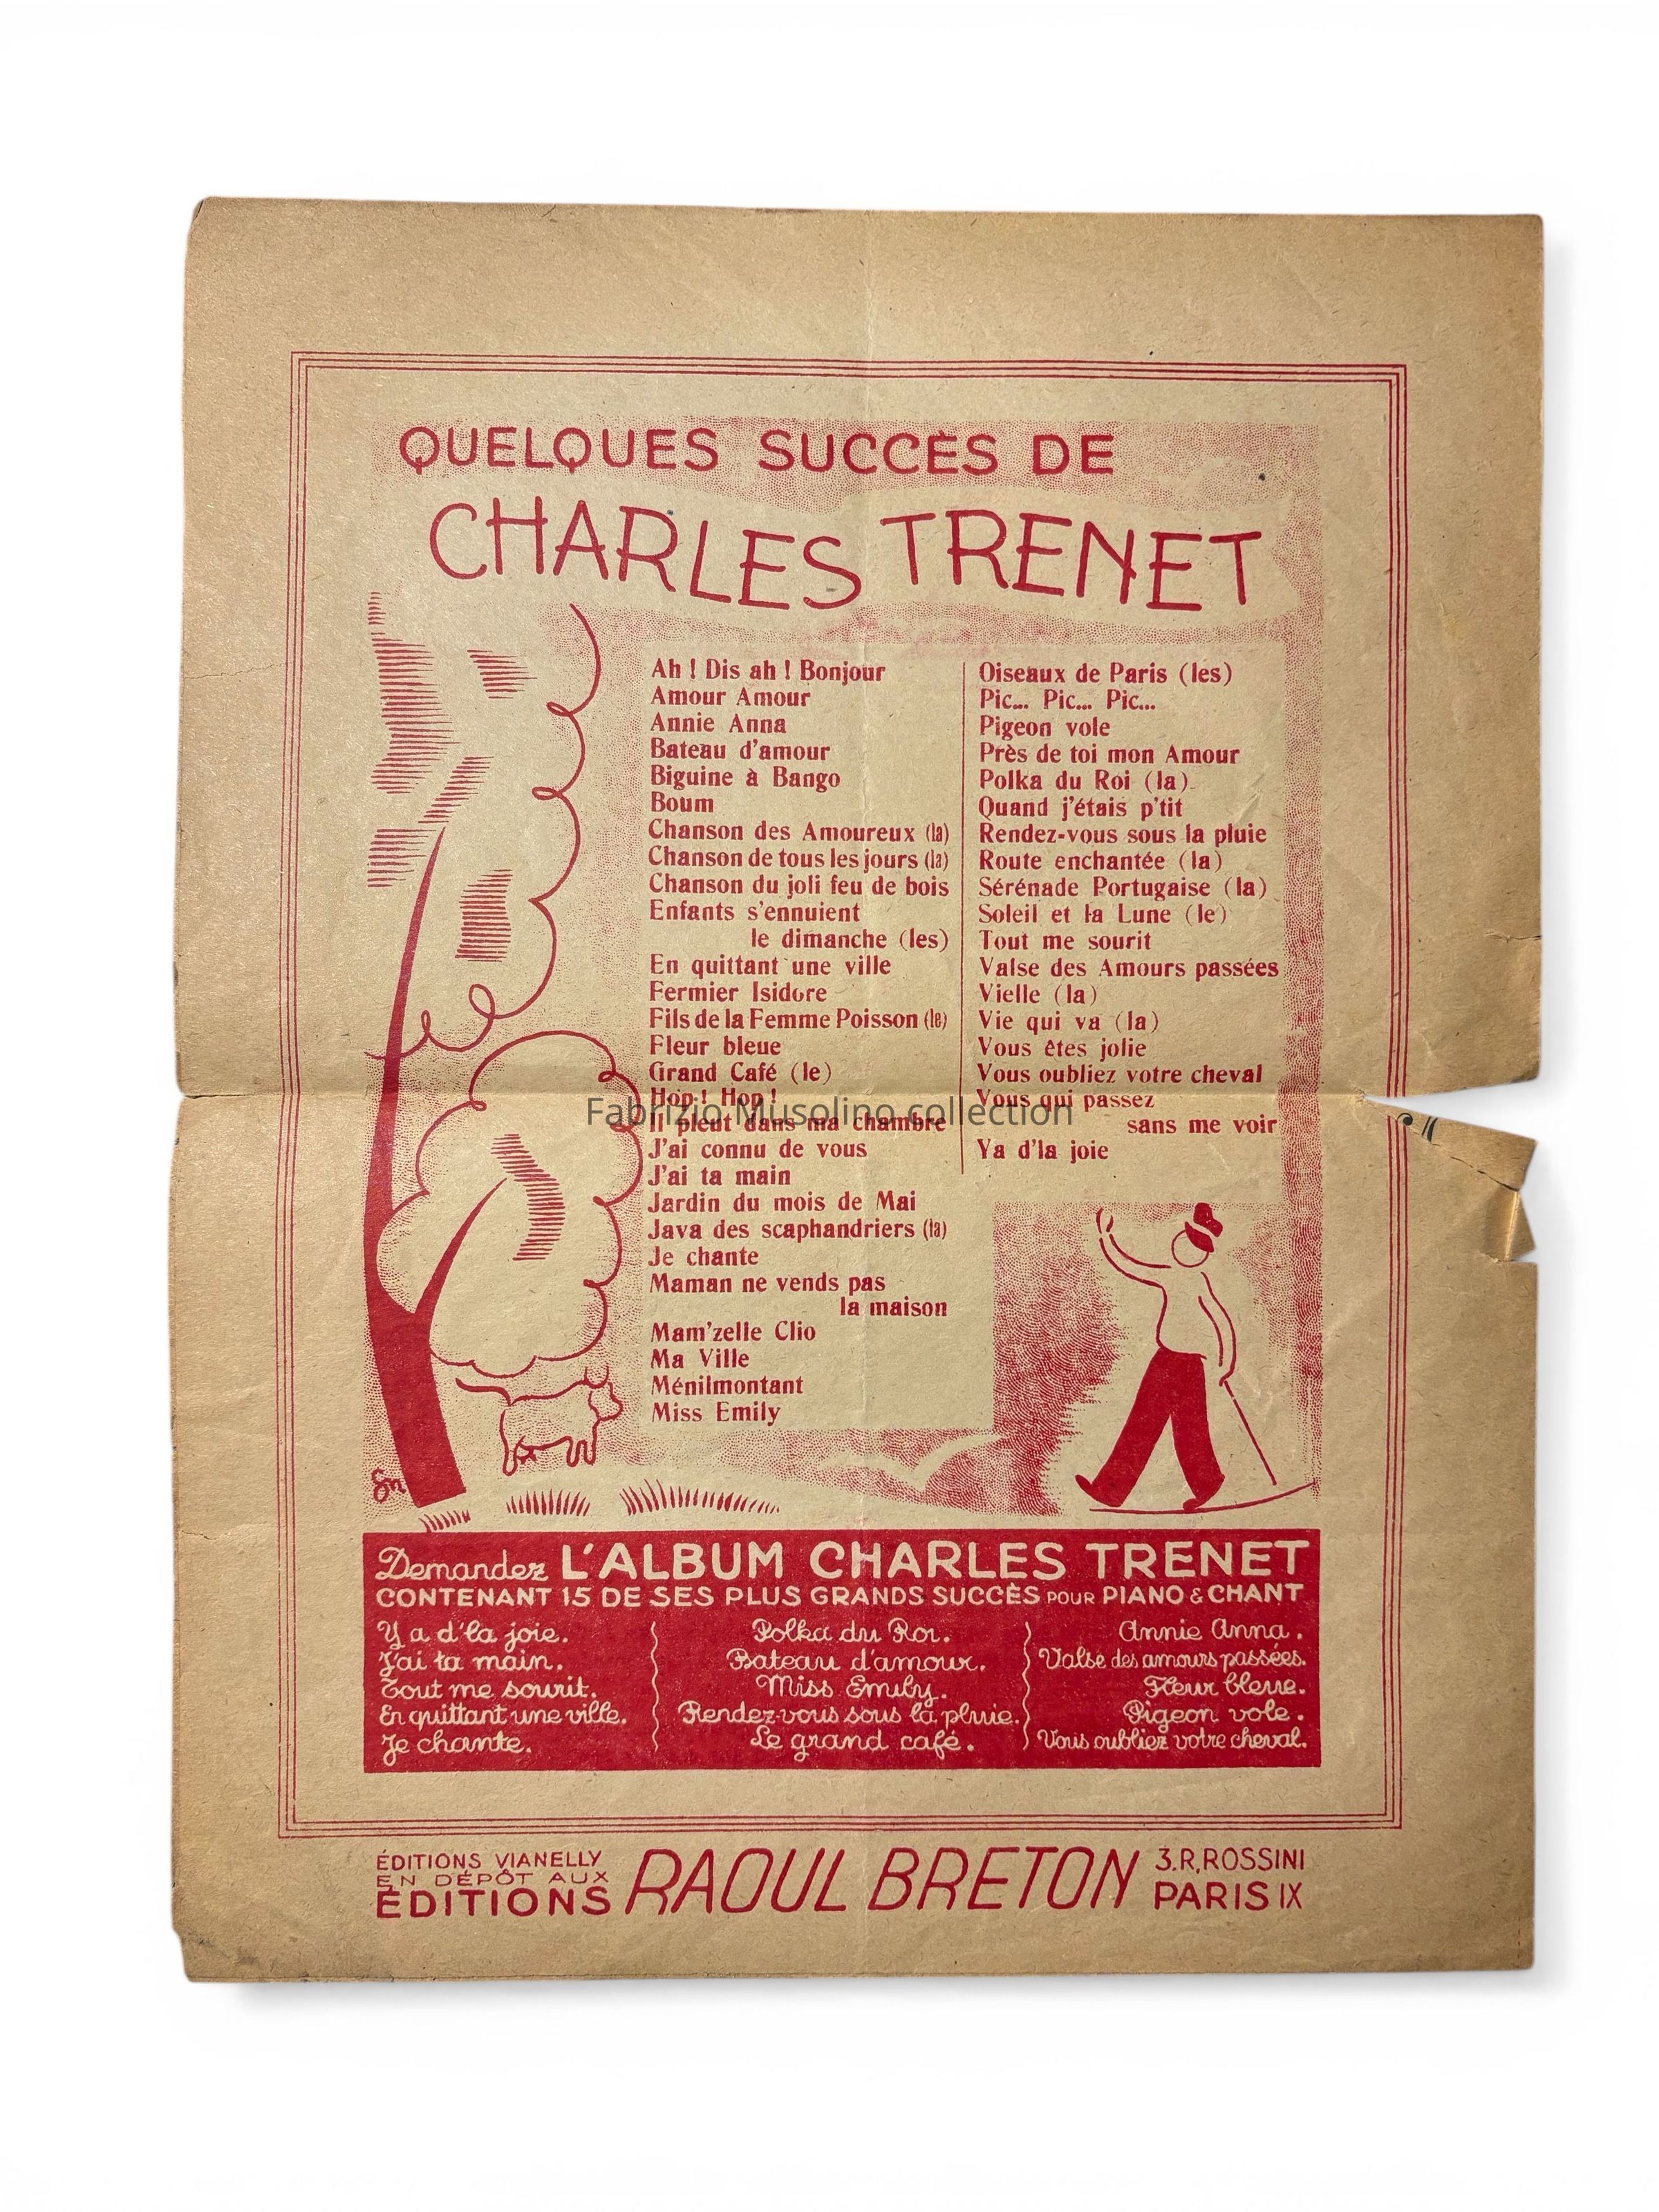 QUELQUES SUCCÈS DE
CHARLES TRENET
Ah ! Dis ah ! Bonjour
Amour Amour
Annie Anna
Bateau d'amour
Biguine à Bango
Boum
Chanson des Amoureux (la)
Chanson de tous les jours (la)
Chanson du joli feu de bois
Enfants s'ennuient
le dimanche (les)
En quittant une ville
Fermier Isidore
Fils de la Femme Poisson (le)
Fleur bleue
Grand Café (le)
Hop ! Hop !
Il pleut dans ma chambre
J'ai connu de vous
J'ai ta main
Jardin du mois de Mai
Java des scaphandriers (la)
Je chante
Maman ne vends pas
la maison
Mam'zelle Clio
Ma Ville
Ménilmontant
Miss Emily
Oiseaux de Paris (les)
Pic... Pic... Pic...
Pigeon vole
Près de toi mon Amour
Polka du Roi (la)
Quand j'étais p'tit
Rendez-vous sous la pluie
Route enchantée (la)
Sérénade Portugaise (la)
Soleil et la Lune (le)
Tout me sourit
Valse des Amours passées
Vielle (la)
Vie qui va (la)
Vous êtes jolie
Vous oubliez votre cheval
Vous qui passez
sans me voir
Ya d'la joie
Fabrizio Musolino collection
Demandez L'ALBUM CHARLES TRENET
CONTENANT 15 DE SES PLUS GRANDS SUCCÈS POUR PIANO & CHANT
Y a d'la joie.
J'ai ta main.
Tout me sourit.
En quittant une ville.
Je chante.
Polka du Roi.
Bateau d'amour.
Miss Emily.
Rendez-vous sous la pluie.
Le grand café.
Annie Anna.
Valse des amours passées.
Fleur bleue.
Pigeon vole.
Vous oubliez votre cheval.
ÉDITIONS VIANELLY
EN DÉPÔT AUX
ÉDITIONS RAOUL BRETON
3.R.ROSSINI
PARIS IX